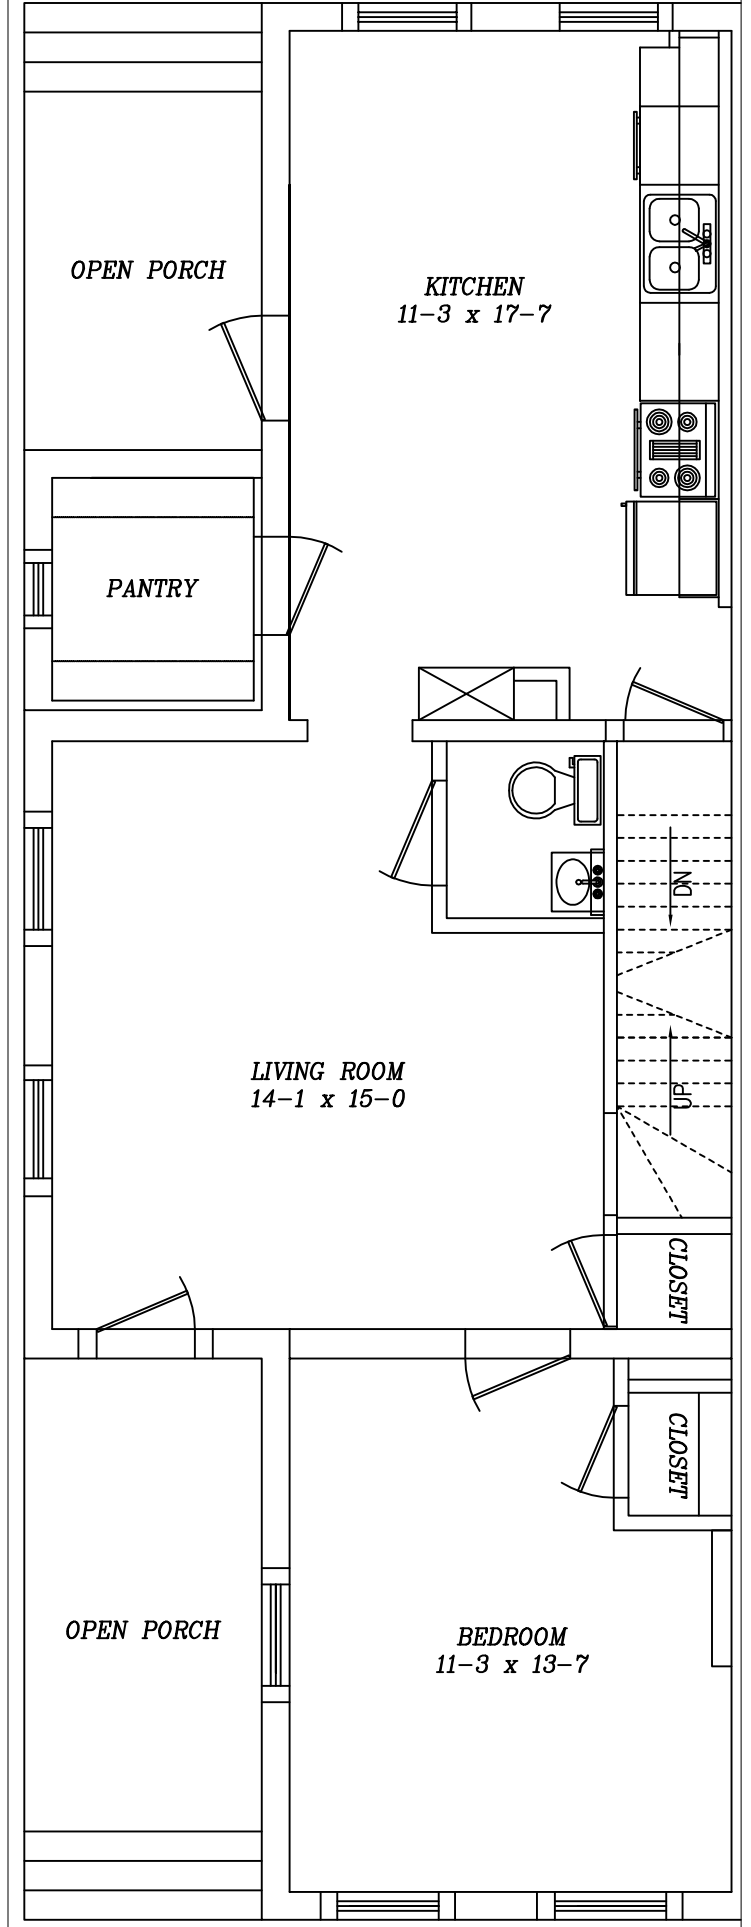 OPEN PORCH
KITCHEN
11-3 x 17-7
PANTRY
DN
LIVING ROOM
14-1 x 15-0
UP
CLOSET
CLOSET
OPEN PORCH
BEDROOM
11-3 x 13-7